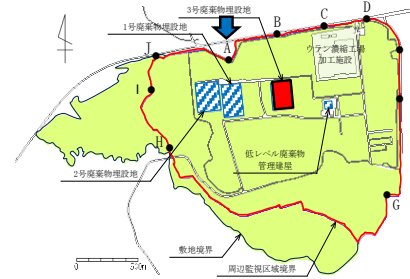 3号廃棄物埋設地
1号廃棄物埋設地
A
B
C
D
ウラン濃縮工場
加工施設
J
I
H
G
2号廃棄物埋設地
低レベル廃棄物
管理建屋
敷地境界
周辺監視区域境界
0
500m